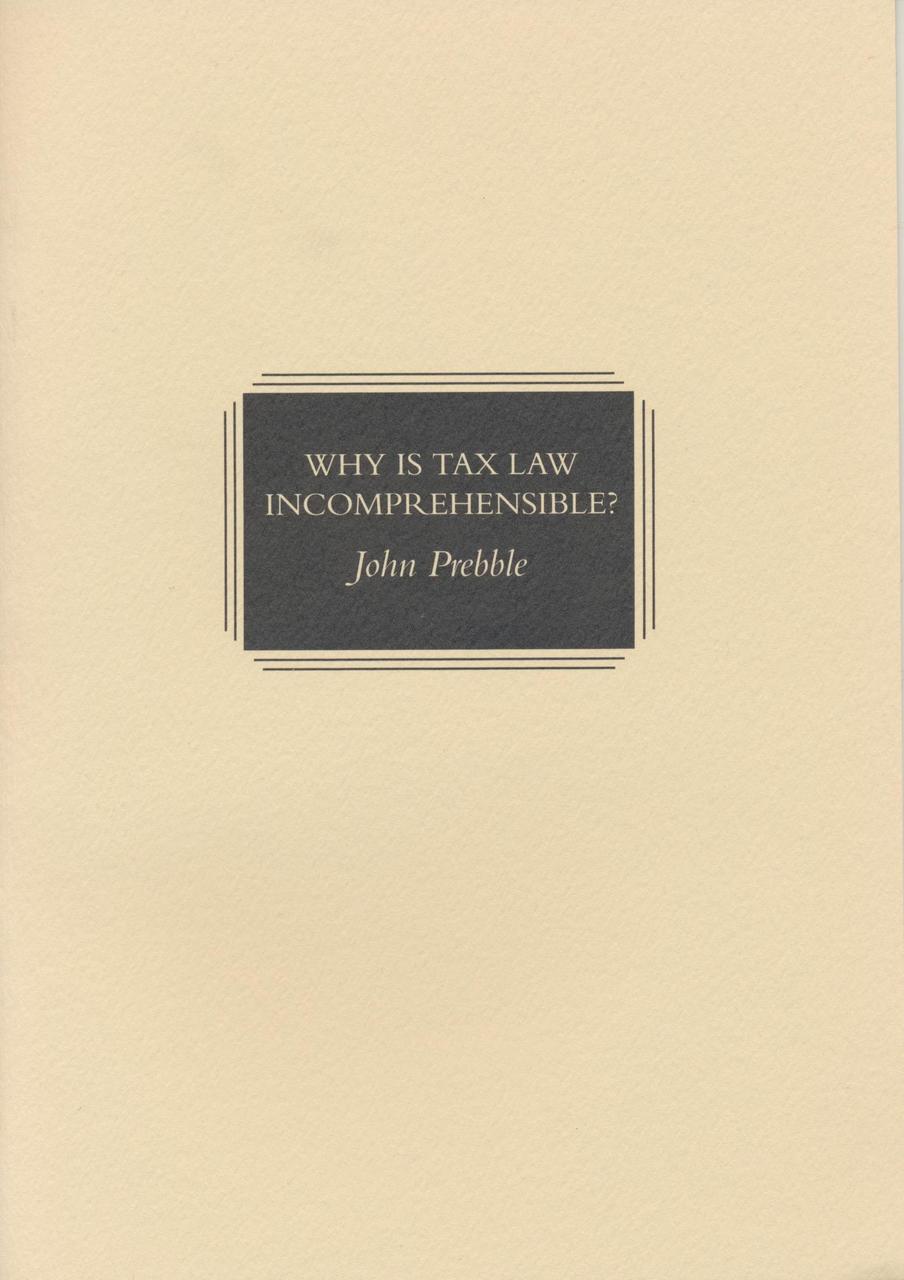 WHY IS TAX LAW
INCOMPREHENSIBLE?
John Prebble